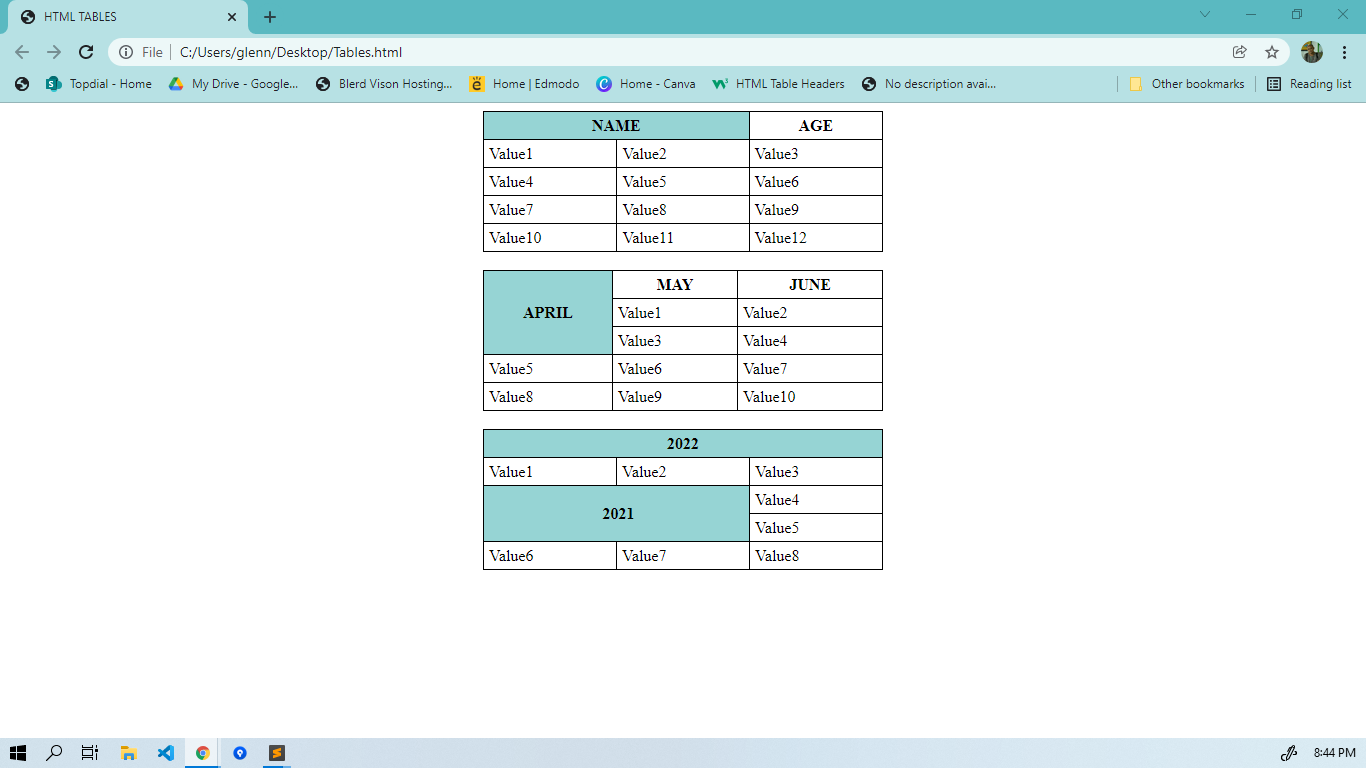 HTML TABLES
File C:/Users/glenn/Desktop/Tables.html
Topdial - Home My Drive - Google... Blerd Vison Hosting... Home | Edmodo Home - Canva HTML Table Headers No description avai... Other bookmarks Reading list
NAME AGE
Value1 Value2 Value3
Value4 Value5 Value6
Value7 Value8 Value9
Value10 Value11 Value12
MAY JUNE
APRIL Value1 Value2
Value3 Value4
Value5 Value6 Value7
Value8 Value9 Value10
2022
Value1 Value2 Value3
Value4
2021
Value5
Value6 Value7 Value8
8:44 PM